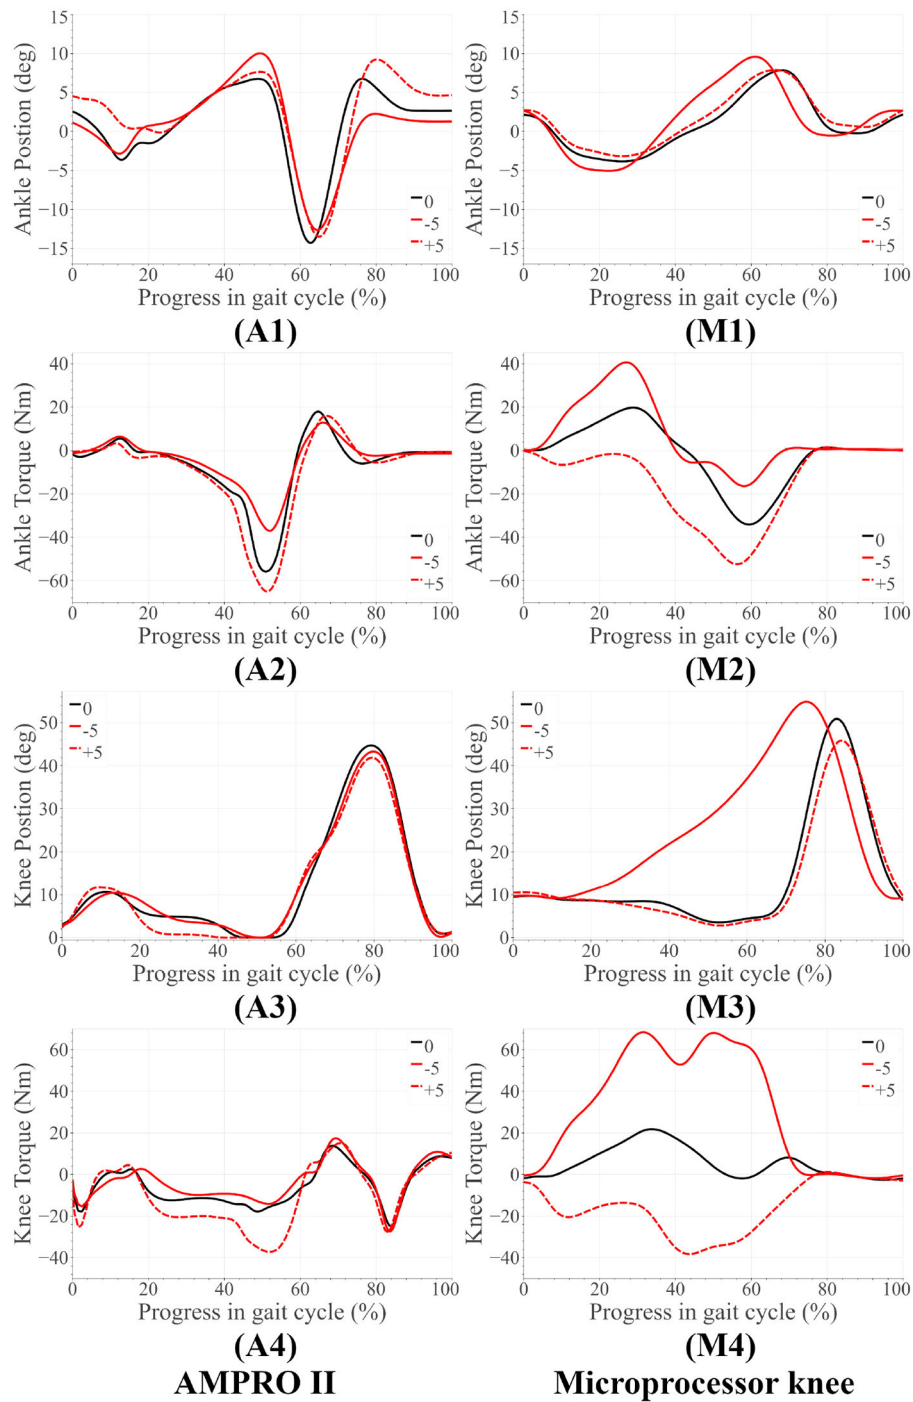 Ankle Postion (deg)
15
10
5
0
−5
−10
−15
0
-5
+5
0 20 40 60 80 100
Progress in gait cycle (%)
(A1)
Ankle Postion (deg)
15
10
5
0
−5
−10
−15
0
-5
+5
0 20 40 60 80 100
Progress in gait cycle (%)
(M1)
Ankle Torque (Nm)
40
20
0
−20
−40
−60
0
-5
+5
0 20 40 60 80 100
Progress in gait cycle (%)
(A2)
Ankle Torque (Nm)
40
20
0
−20
−40
−60
0
-5
+5
0 20 40 60 80 100
Progress in gait cycle (%)
(M2)
Knee Postion (deg)
50
40
30
20
10
0
0
-5
+5
0 20 40 60 80 100
Progress in gait cycle (%)
(A3)
Knee Postion (deg)
50
40
30
20
10
0
0
-5
+5
0 20 40 60 80 100
Progress in gait cycle (%)
(M3)
Knee Torque (Nm)
60
40
20
0
−20
−40
0
-5
+5
0 20 40 60 80 100
Progress in gait cycle (%)
(A4)
AMPRO II
Knee Torque (Nm)
60
40
20
0
−20
−40
0
-5
+5
0 20 40 60 80 100
Progress in gait cycle (%)
(M4)
Microprocessor knee